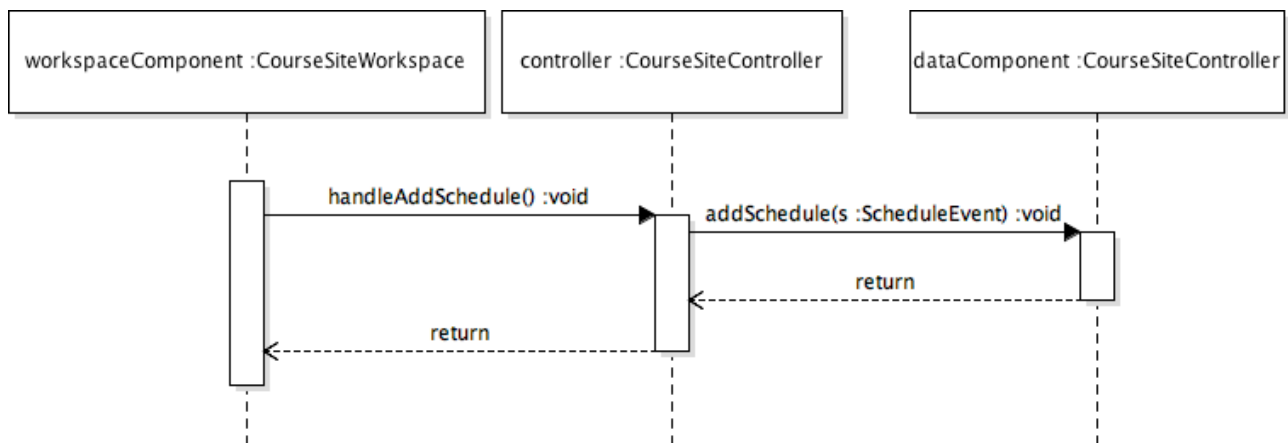 workspaceComponent :CourseSiteWorkspace
controller :CourseSiteController
dataComponent :CourseSiteController
handleAddSchedule() :void
addSchedule(s :ScheduleEvent) :void
return
return